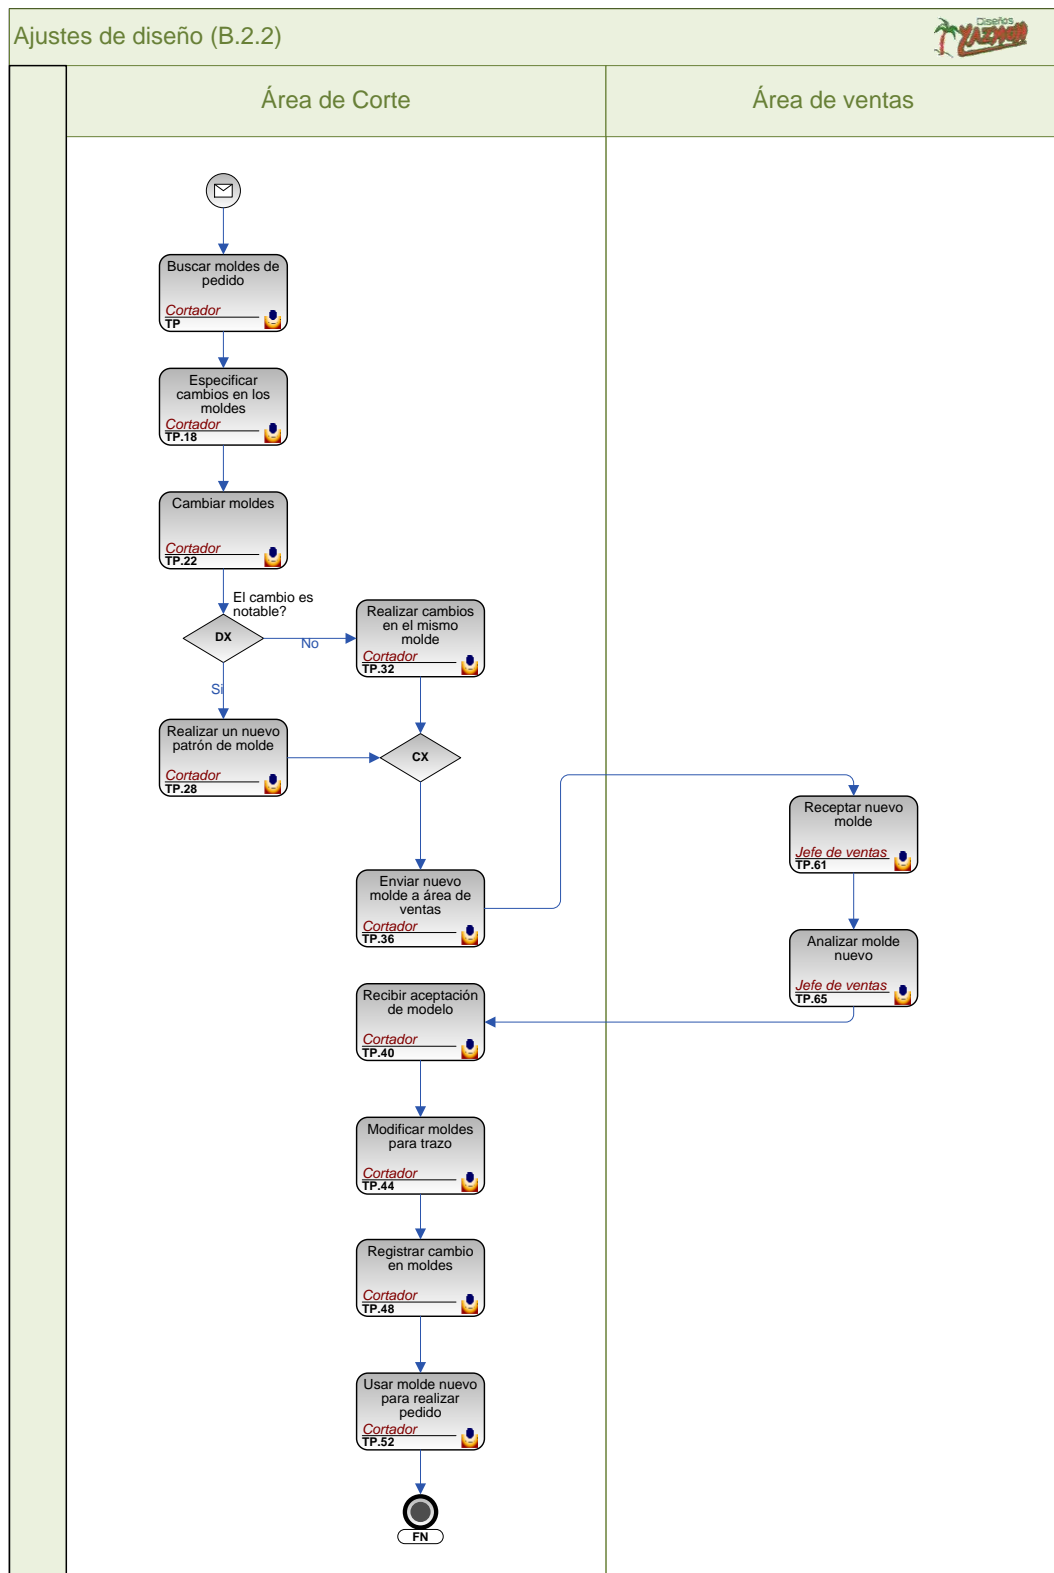 Ajustes de diseño (B.2.2)
Diseños
YAZMIN
Área de Corte
Área de ventas
Buscar moldes de
pedido
Cortador
TP
Especificar
cambios en los
moldes
Cortador
TP.18
Cambiar moldes
Cortador
TP.22
El cambio es
notable?
DX
No
Si
Realizar cambios
en el mismo
molde
Cortador
TP.32
Realizar un nuevo
patrón de molde
Cortador
TP.28
CX
Receptar nuevo
molde
Jefe de ventas
TP.61
Enviar nuevo
molde a área de
ventas
Cortador
TP.36
Analizar molde
nuevo
Jefe de ventas
TP.65
Recibir aceptación
de modelo
Cortador
TP.40
Modificar moldes
para trazo
Cortador
TP.44
Registrar cambio
en moldes
Cortador
TP.48
Usar molde nuevo
para realizar
pedido
Cortador
TP.52
FN